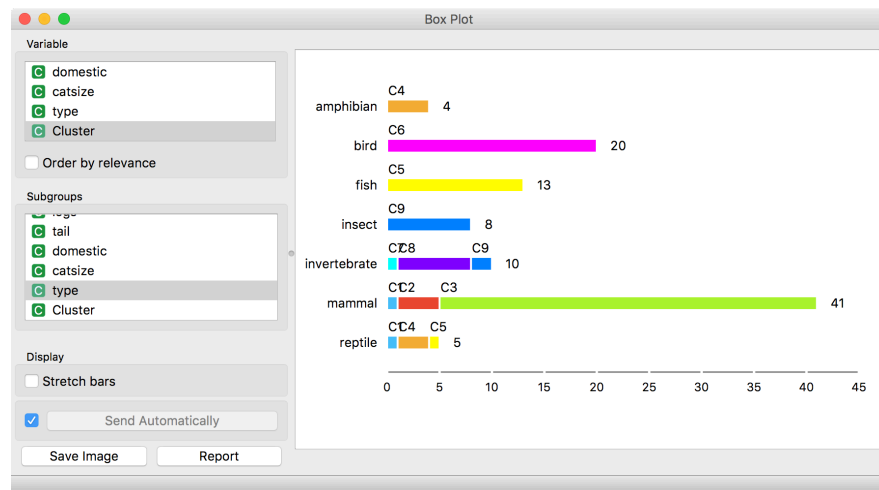 Box Plot
Variable
C domestic
C catsize
C type
C Cluster
Order by relevance
Subgroups
C tail
C domestic
C catsize
C type
C Cluster
Display
Stretch bars
Send Automatically
Save Image Report
C4
amphibian 4
C6
bird 20
C5
fish 13
C9
insect 8
C7 C8 C9
invertebrate 10
C1 C2 C3
mammal 41
C1 C4 C5
reptile 5
0 5 10 15 20 25 30 35 40 45